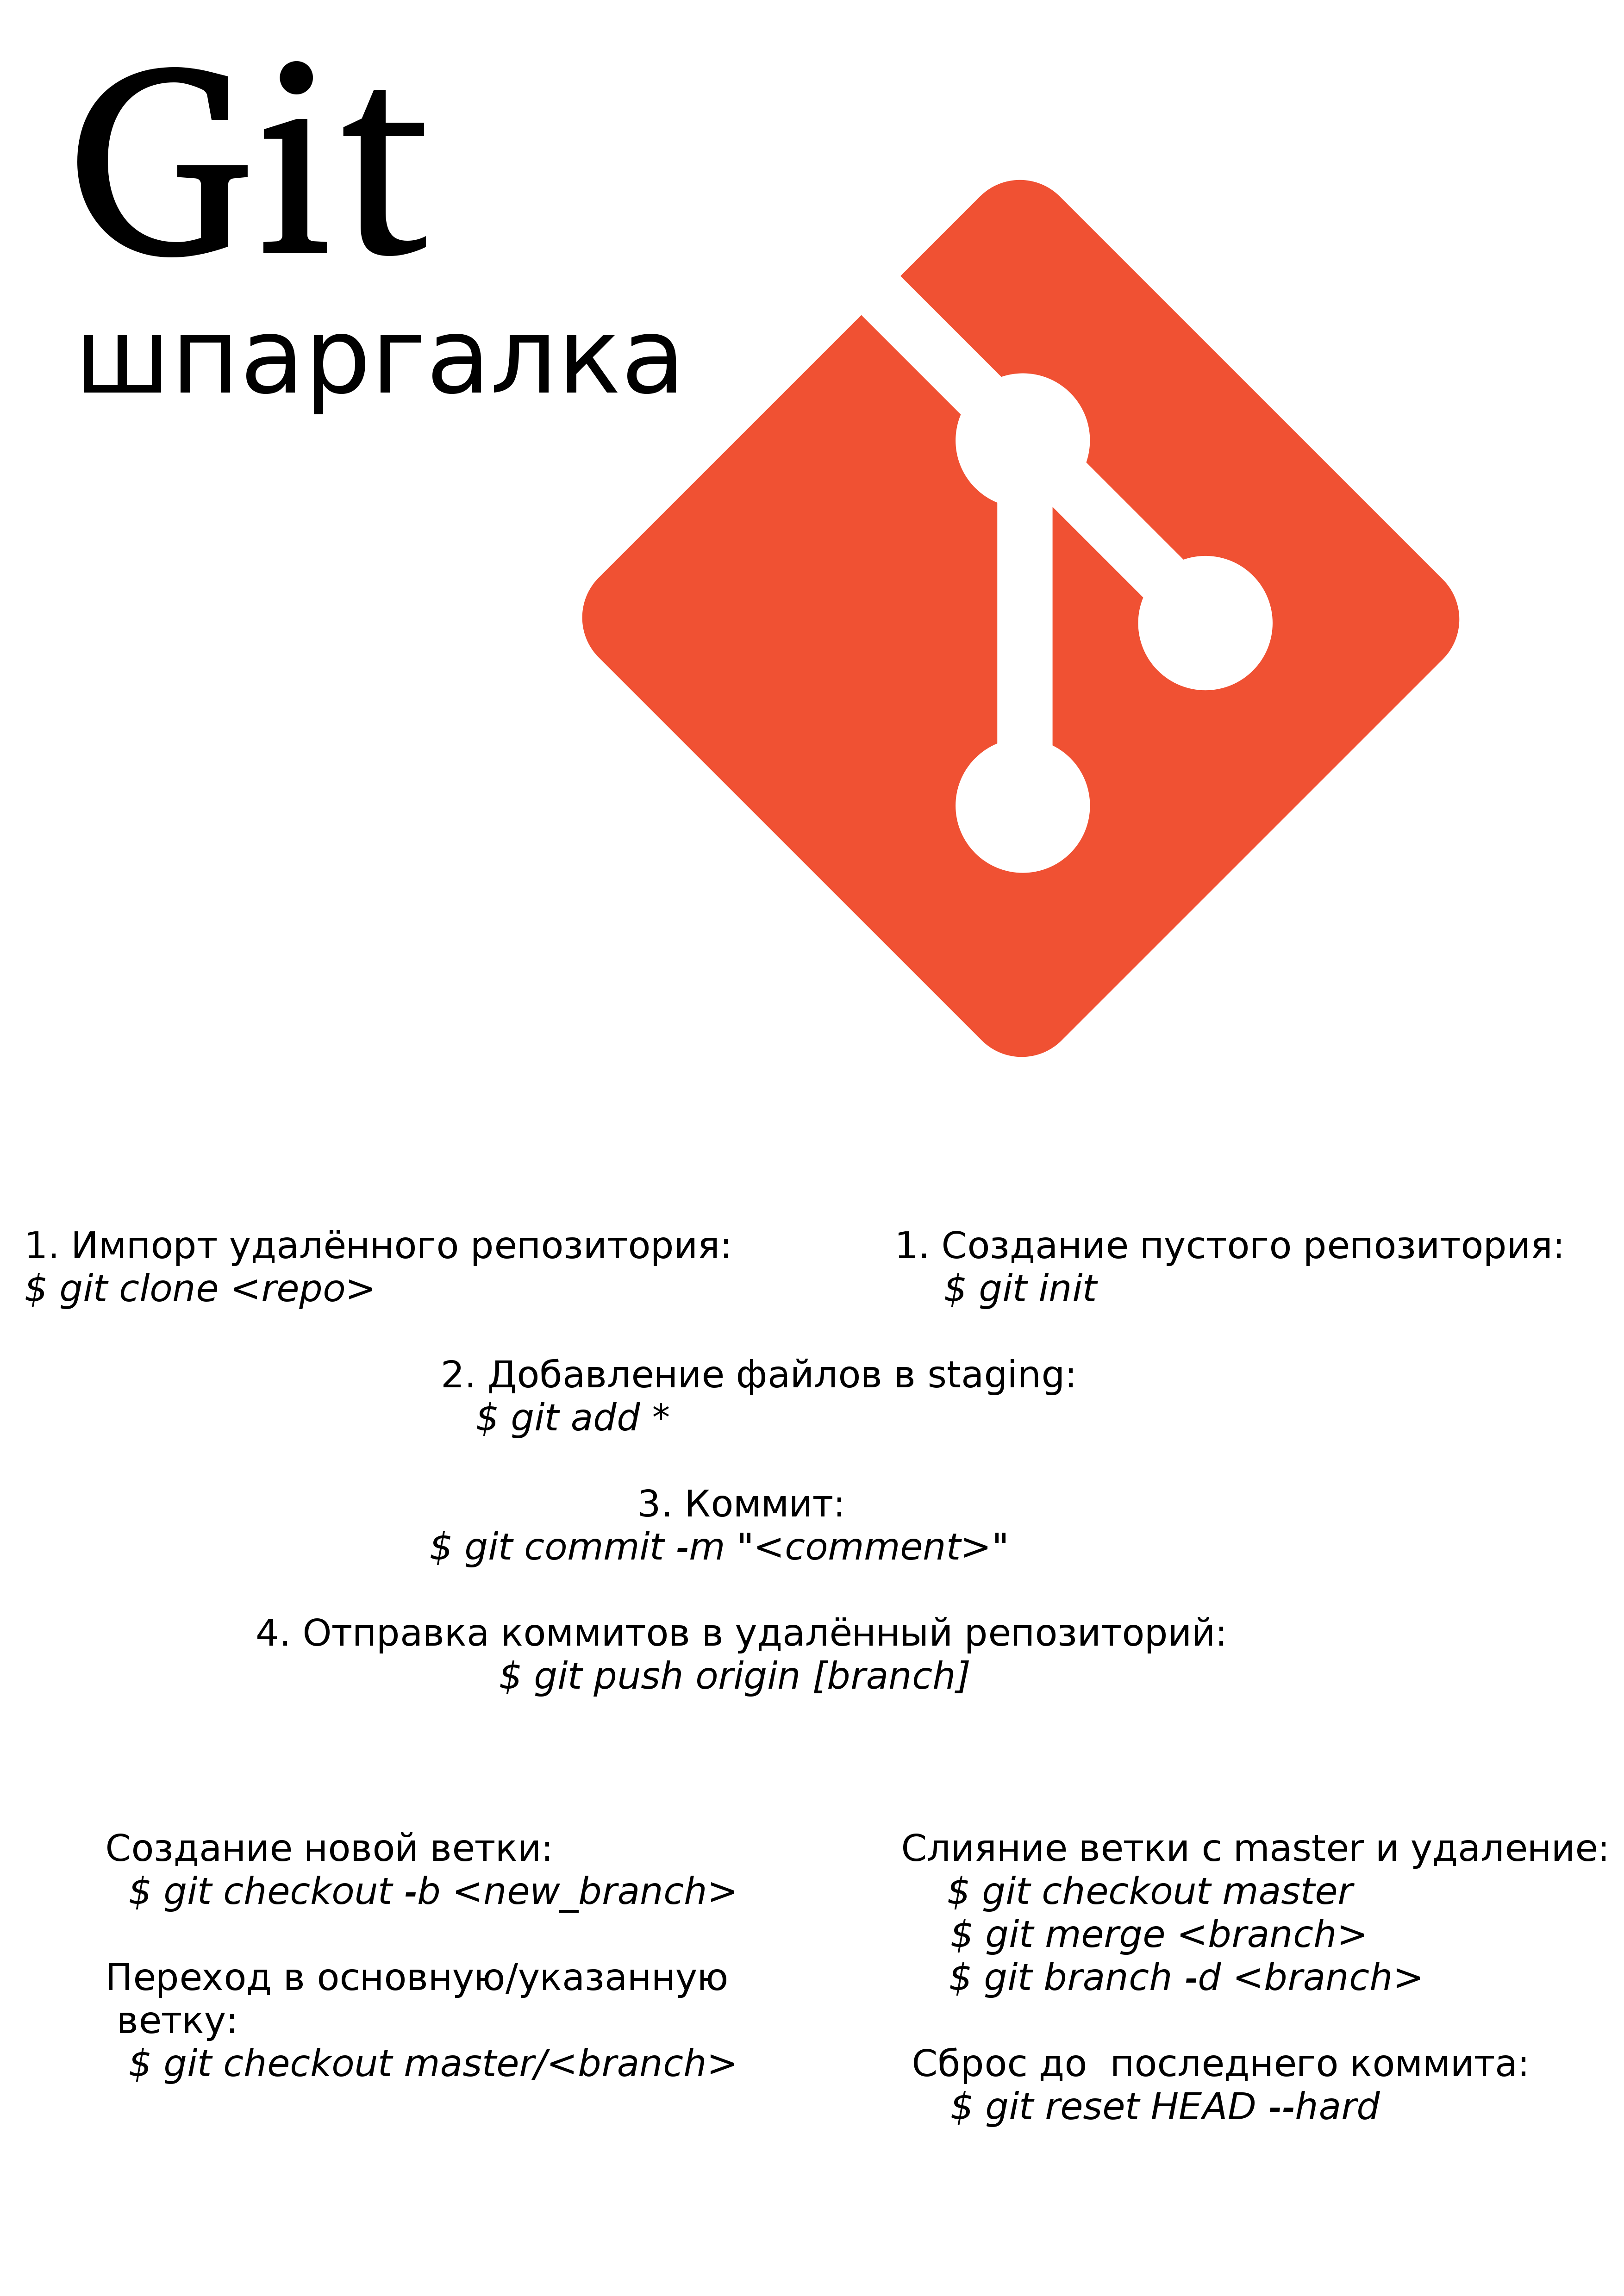 Git
шпаргалка
1. Импорт удалённого репозитория:
$ git clone <repo>
1. Создание пустого репозитория:
$ git init
2. Добавление файлов в staging:
$ git add *
3. Коммит:
$ git commit -m "<comment>"
4. Отправка коммитов в удалённый репозиторий:
$ git push origin [branch]
Создание новой ветки:
$ git checkout -b <new_branch>
Переход в основную/указанную
ветку:
$ git checkout master/<branch>
Слияние ветки с master и удаление:
$ git checkout master
$ git merge <branch>
$ git branch -d <branch>
Сброс до  последнего коммита:
$ git reset HEAD --hard